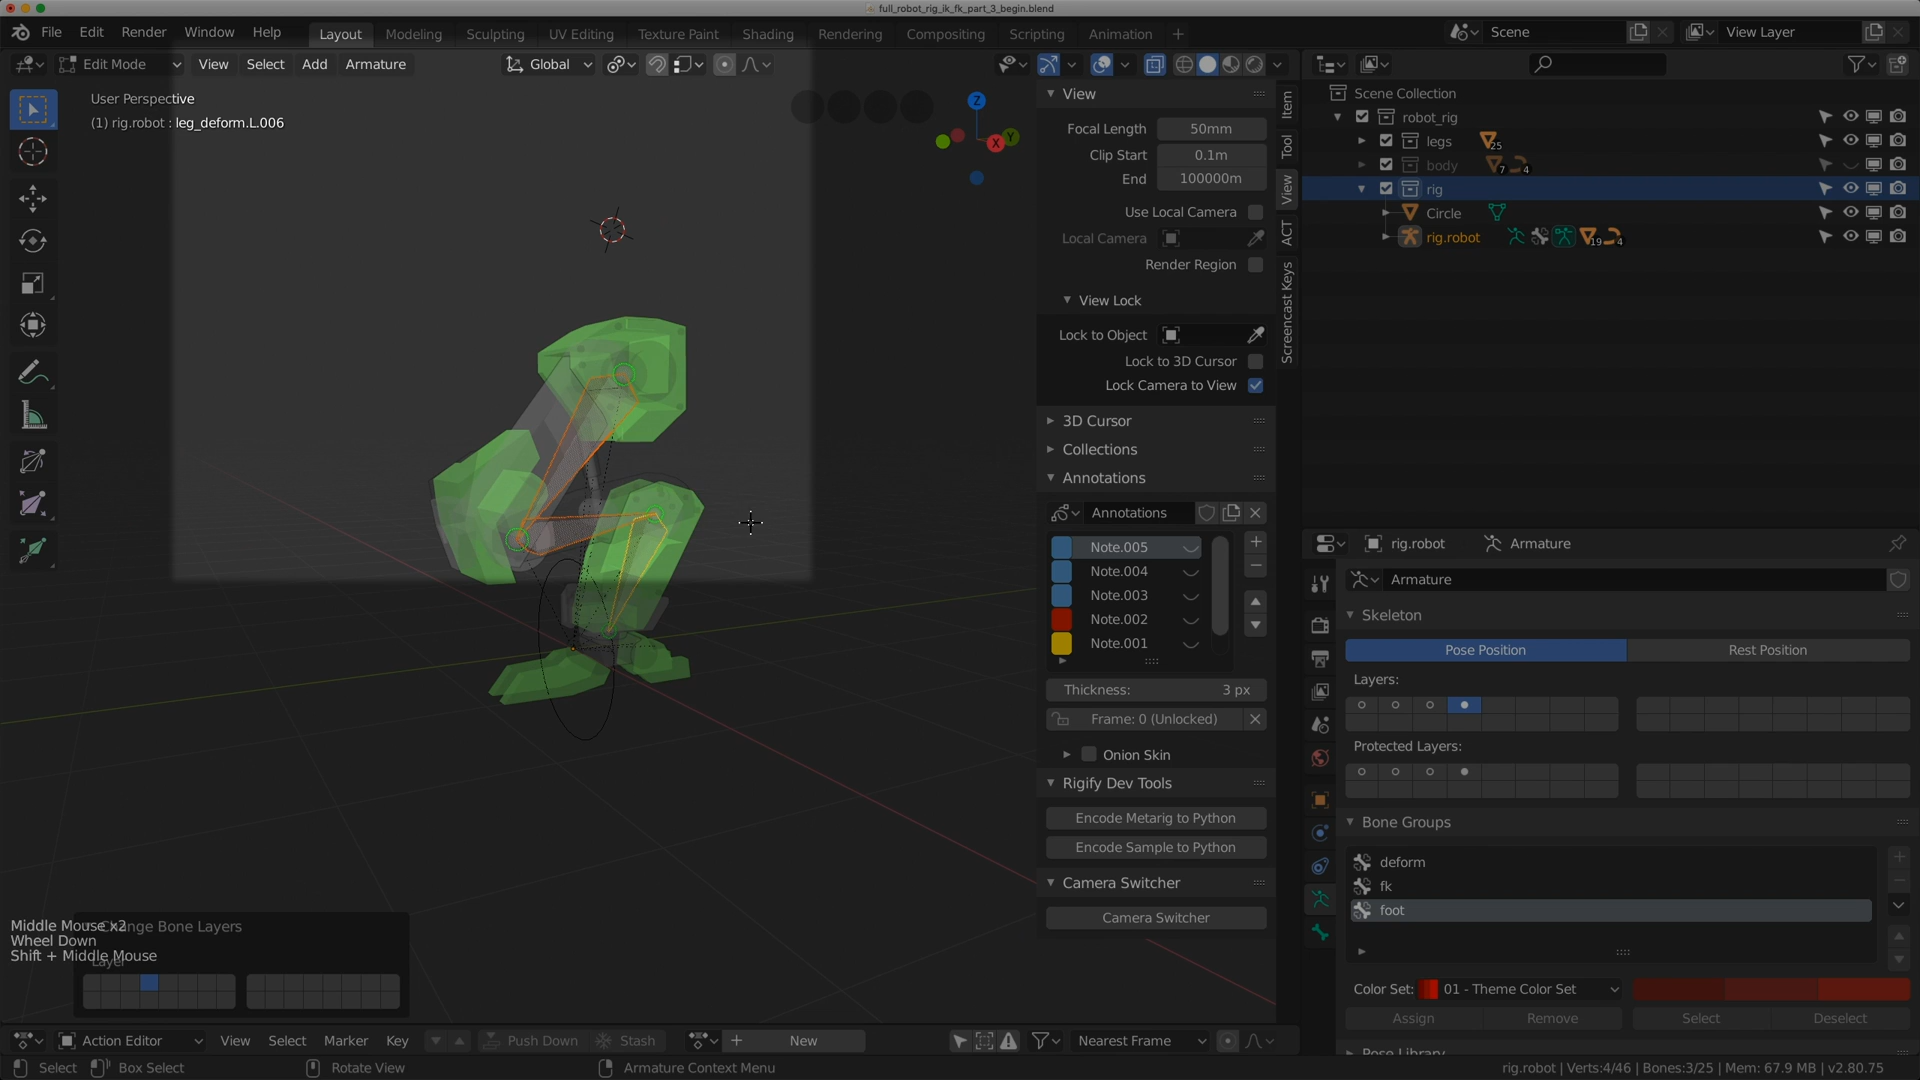 full_robot_rig_ik_fk_part_3_begin.blend
File Edit Render Window Help
Layout Modeling Sculpting UV Editing Texture Paint Shading Rendering Compositing Scripting Animation +
Scene
View Layer
Edit Mode View Select Add Armature
Global
User Perspective
(1) rig.robot : leg_deform.L.006
Z
X
Y
Item
Tool
View
ACT
Screencast Keys
View
Focal Length 50mm
Clip Start 0.1m
End 100000m
Use Local Camera
Local Camera
Render Region
View Lock
Lock to Object
Lock to 3D Cursor
Lock Camera to View
3D Cursor
Collections
Annotations
Annotations
Note.005
Note.004
Note.003
Note.002
Note.001
Thickness: 3 px
Frame: 0 (Unlocked)
Onion Skin
Rigify Dev Tools
Encode Metarig to Python
Encode Sample to Python
Camera Switcher
Camera Switcher
Scene Collection
robot_rig
legs 25
body 7 4
rig
Circle
rig.robot 19 4
rig.robot Armature
Armature
Skeleton
Pose Position Rest Position
Layers:
Protected Layers:
Bone Groups
deform
fk
foot
Color Set: 01 - Theme Color Set
Assign Remove Select Deselect
Pose Library
Middle Mouse x2
Change Bone Layers
Wheel Down
Shift + Middle Mouse
Layer
Action Editor View Select Marker Key Push Down Stash New Nearest Frame
Select Box Select Rotate View Armature Context Menu
rig.robot | Verts:4/46 | Bones:3/25 | Mem: 67.9 MB | v2.80.75